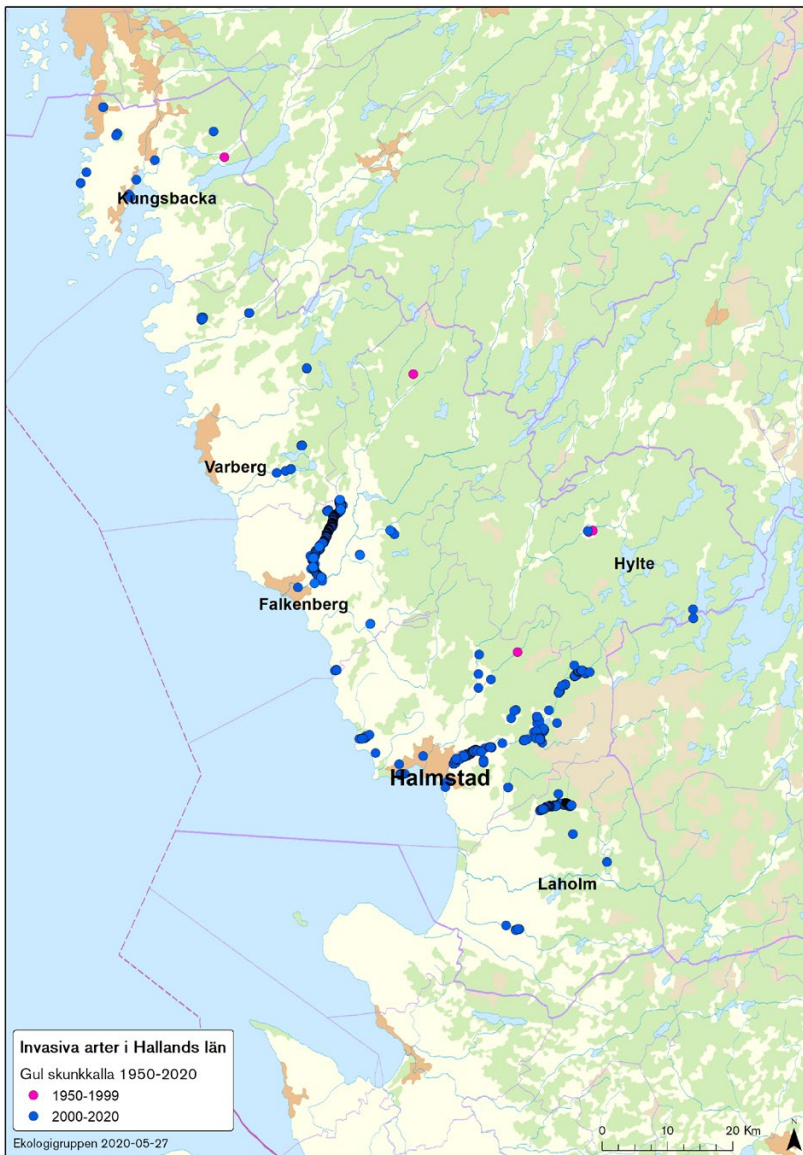 Kungsbacka
Varberg
Hylte
Falkenberg
Halmstad
Laholm
Invasiva arter i Hallands län
Gul skunkkalla 1950-2020
1950-1999
2000-2020
Ekologigruppen 2020-05-27
0 10 20 Km
N